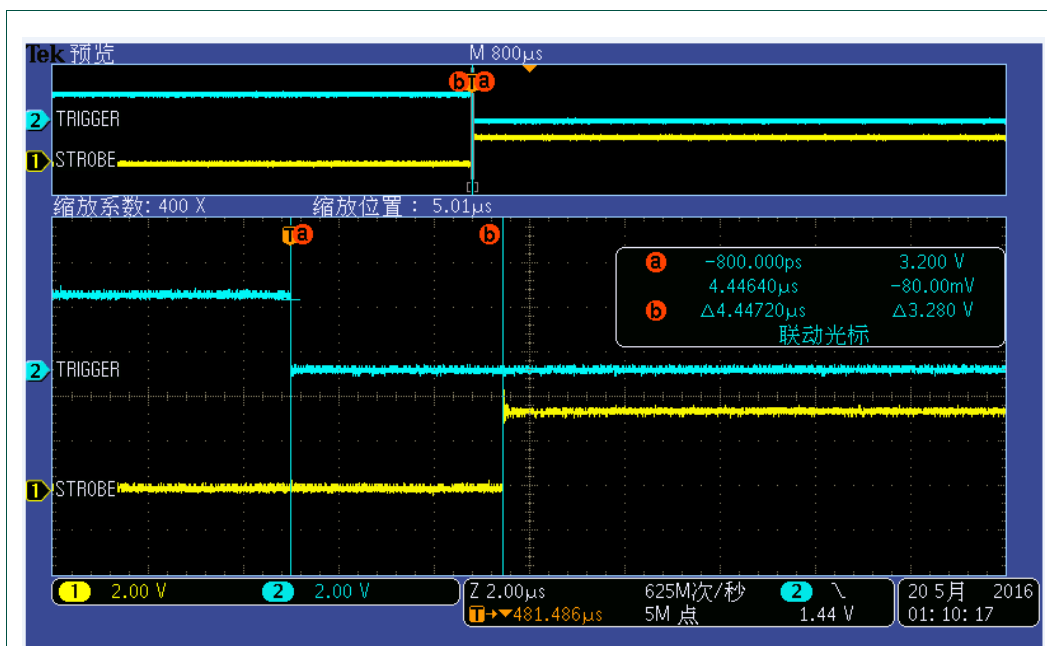 Tek 预览 M 800µs
b T a
2 TRIGGER
1 STROBE
缩放系数: 400 X 缩放位置： 5.01µs
T a b
a -800.000ps 3.200 V
4.44640µs -80.00mV
b △4.44720µs △3.280 V
联动光标
2 TRIGGER
1 STROBE
1 2.00 V 2 2.00 V Z 2.00µs 625M次/秒 2 1.44 V
T→▼481.486µs 5M 点
20 5月 2016
01: 10: 17